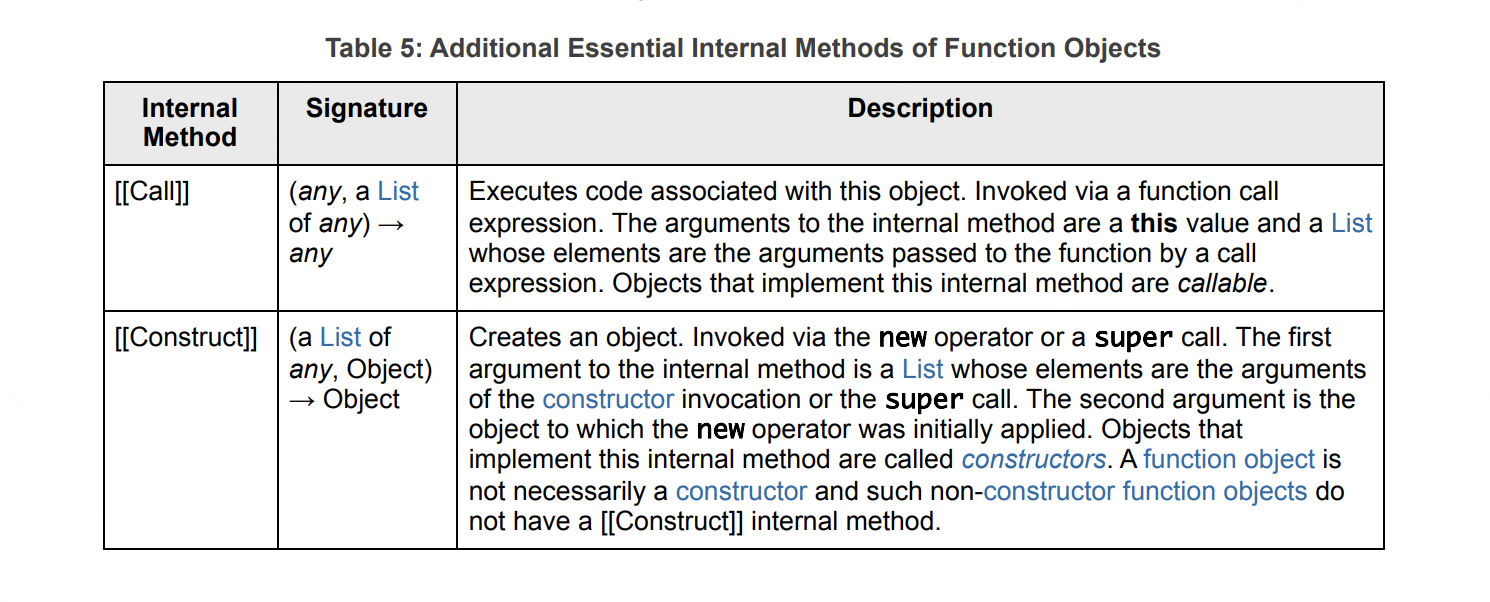 Table 5: Additional Essential Internal Methods of Function Objects
Internal
Method
Signature
Description
[[Call]]
(any, a List
of any) →
any
Executes code associated with this object. Invoked via a function call
expression. The arguments to the internal method are a this value and a List
whose elements are the arguments passed to the function by a call
expression. Objects that implement this internal method are callable.
[[Construct]]
(a List of
any, Object)
→ Object
Creates an object. Invoked via the new operator or a super call. The first
argument to the internal method is a List whose elements are the arguments
of the constructor invocation or the super call. The second argument is the
object to which the new operator was initially applied. Objects that
implement this internal method are called constructors. A function object is
not necessarily a constructor and such non-constructor function objects do
not have a [[Construct]] internal method.